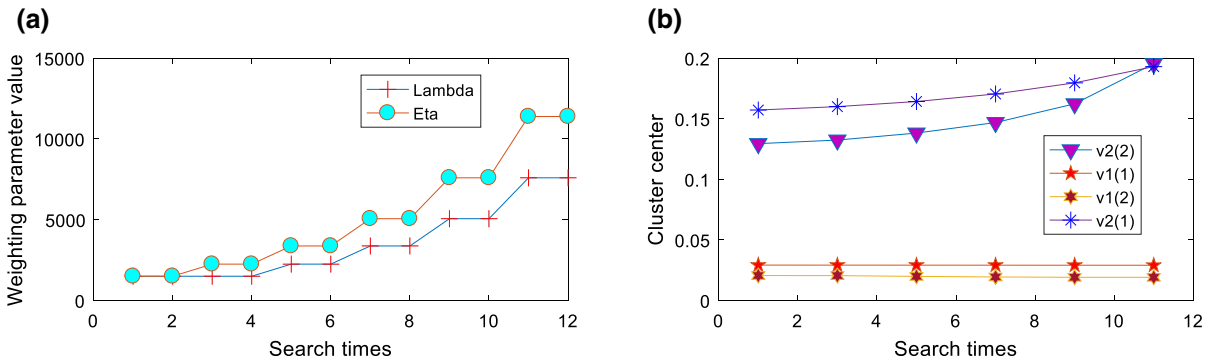 (a)
Weighting parameter value
15000
10000
5000
0
0 2 4 6 8 10 12
Search times
Lambda
Eta
(b)
Cluster center
0.2
0.15
0.1
0.05
0
0 2 4 6 8 10 12
Search times
v2(2)
v1(1)
v1(2)
v2(1)